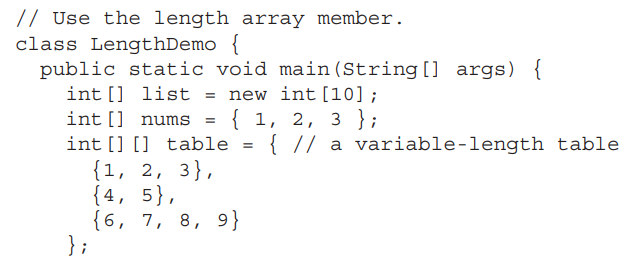 // Use the length array member.
class LengthDemo {
public static void main(String[] args) {
int[] list = new int[10];
int[] nums = { 1, 2, 3 };
int[][] table = { // a variable-length table
{1, 2, 3},
{4, 5},
{6, 7, 8, 9}
};